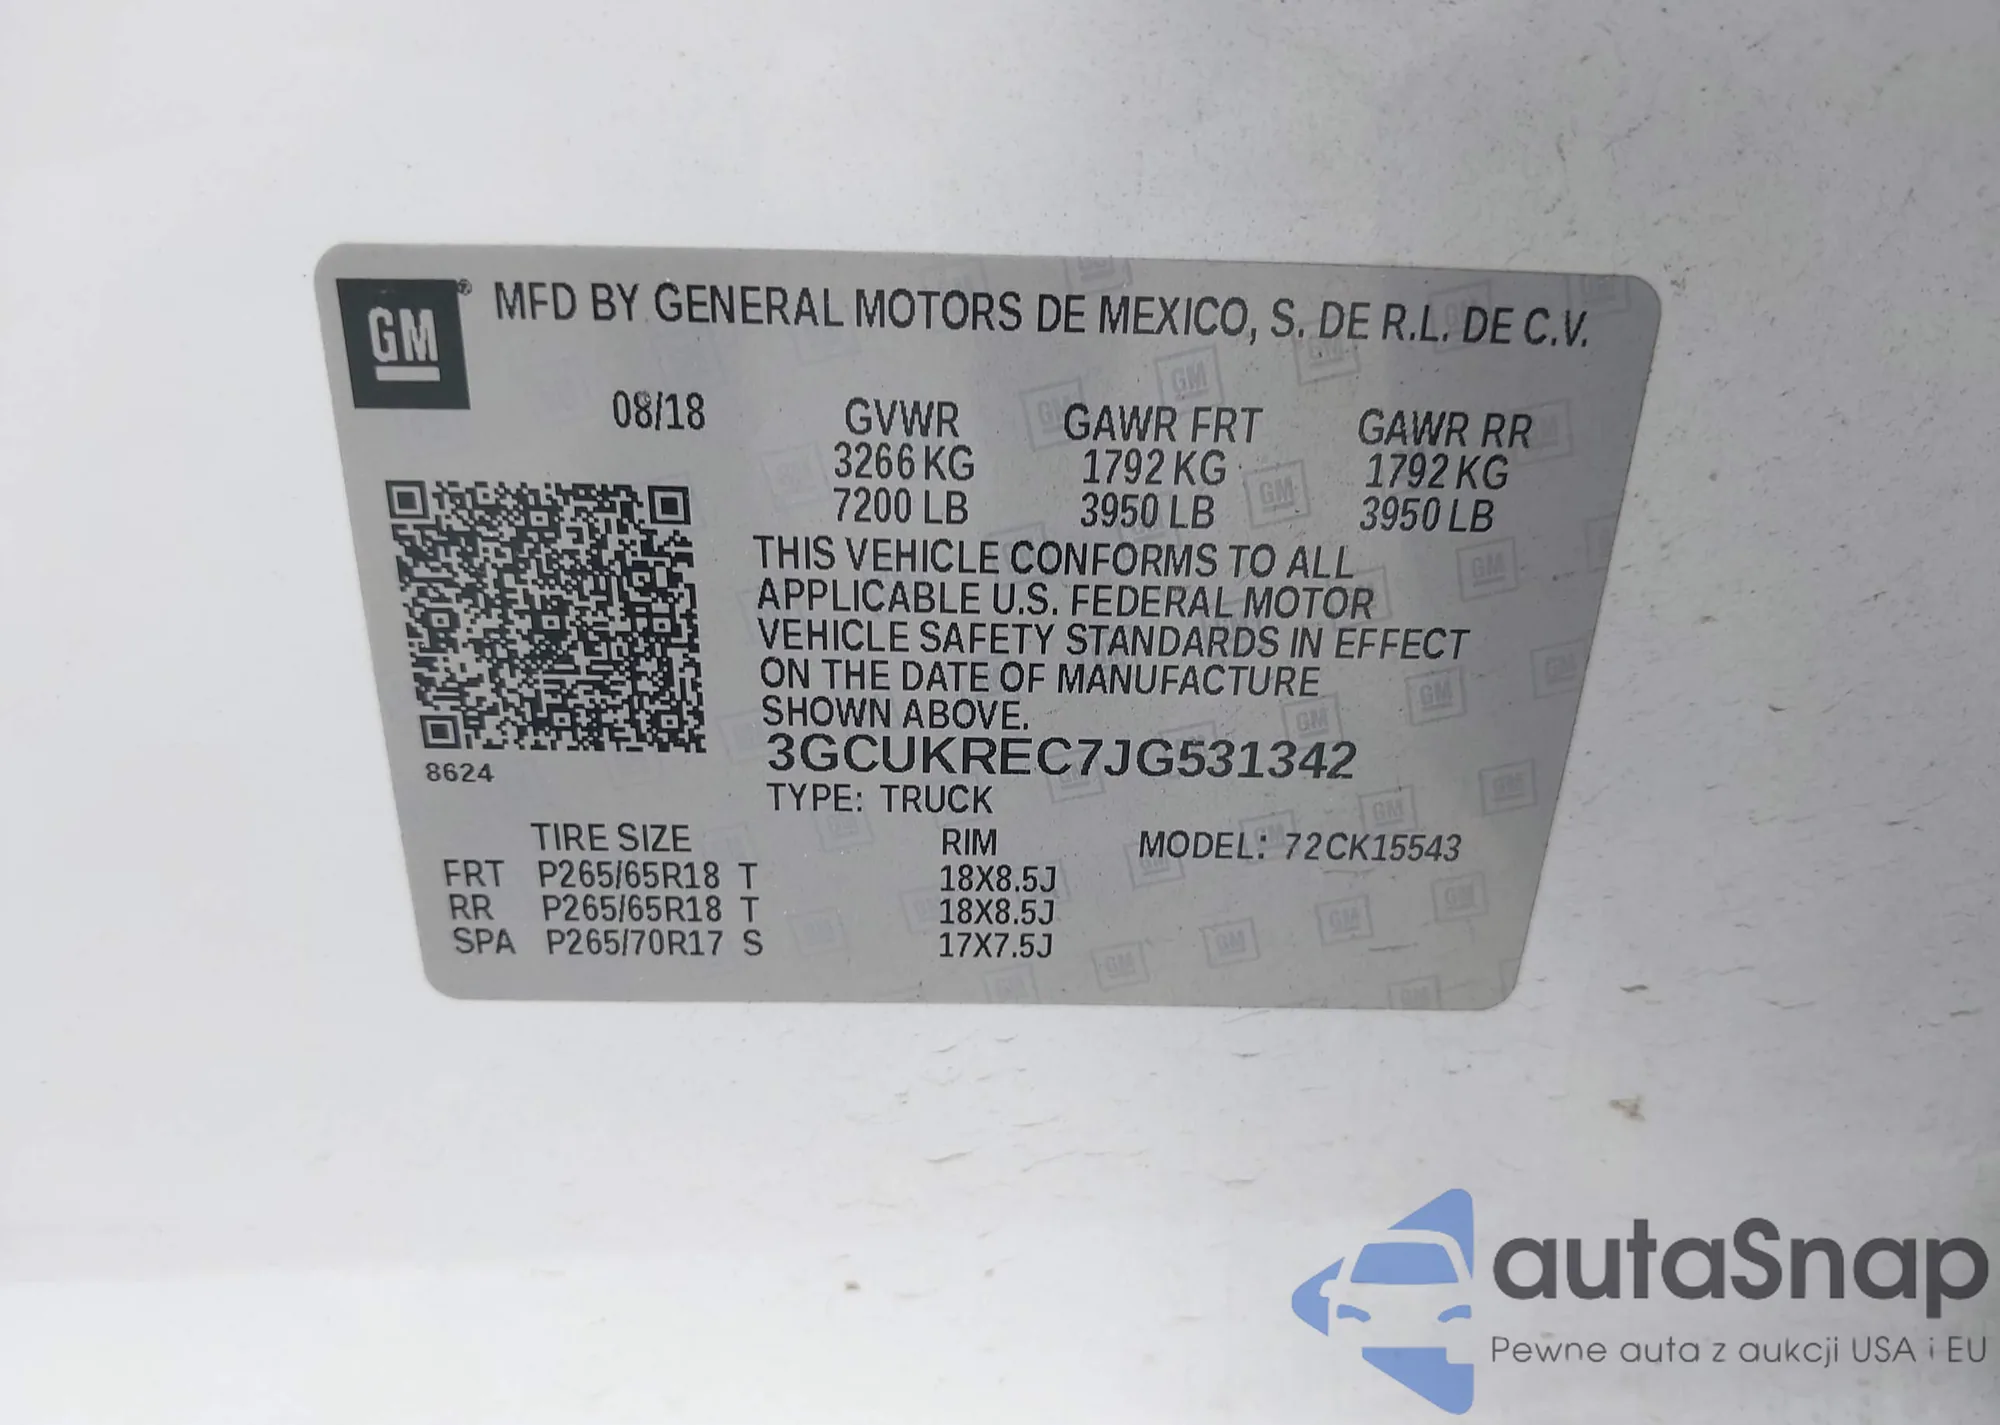 GM® MFD BY GENERAL MOTORS DE MEXICO, S. DE R.L. DE C.V.
08/18 GVWR GAWR FRT GAWR RR
3266 KG 1792 KG 1792 KG
7200 LB 3950 LB 3950 LB
THIS VEHICLE CONFORMS TO ALL
APPLICABLE U.S. FEDERAL MOTOR
VEHICLE SAFETY STANDARDS IN EFFECT
ON THE DATE OF MANUFACTURE
SHOWN ABOVE.
3GCUKREC7JG531342
8624
TYPE: TRUCK
TIRE SIZE RIM MODEL: 72CK15543
FRT P265/65R18 T 18X8.5J
RR P265/65R18 T 18X8.5J
SPA P265/70R17 S 17X7.5J
autaSnap
Pewne auta z aukcji USA i EU